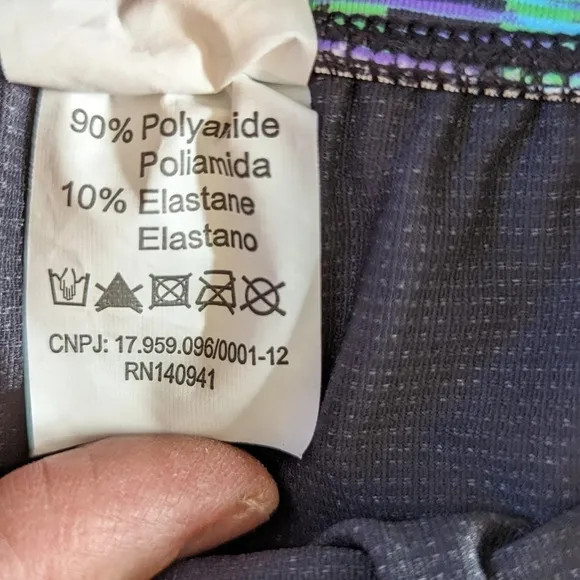 90% Polyamide
Poliamida
10% Elastane
Elastano
CNPJ: 17.959.096/0001-12
RN140941